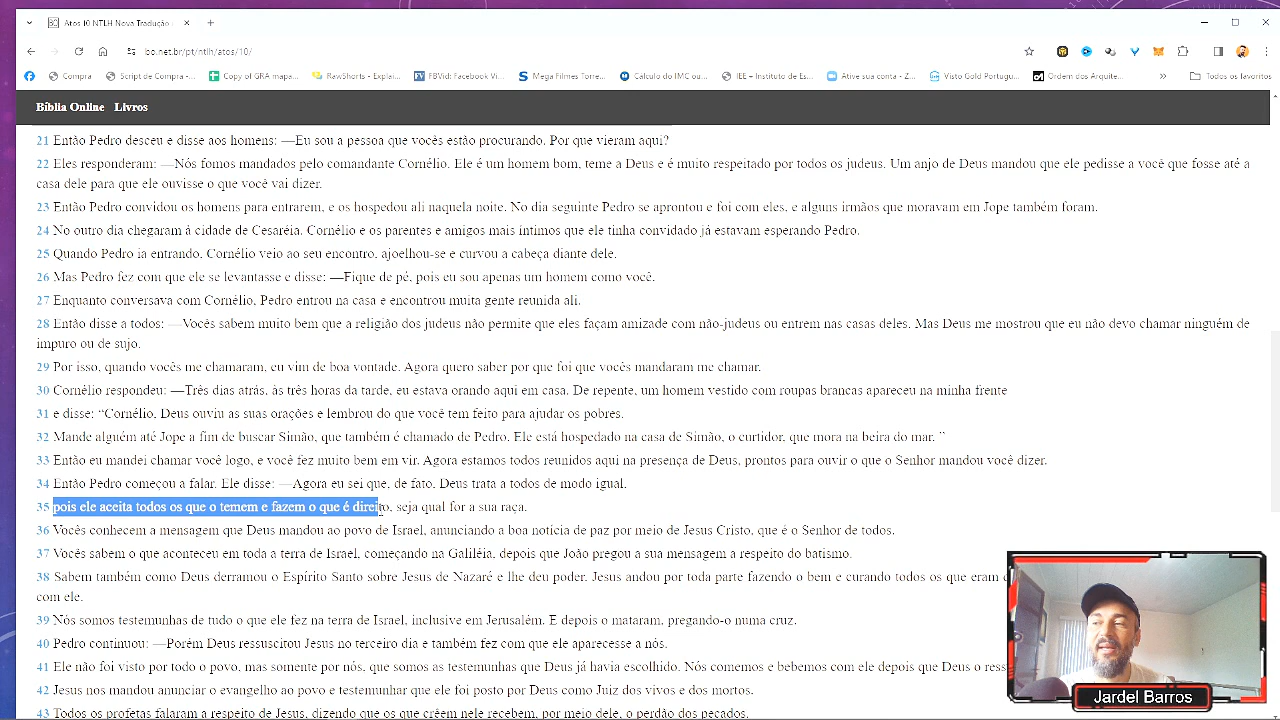 Atos 10 NTLH Nova Tradução
bo.net.br/pt/ntlh/atos/10/
Compra
Script de Compra -...
Copy of GRA mapa...
RawShorts - Explai...
FBVid: Facebook Vi...
Mega Filmes Torre...
Calculo do IMC ou...
IEE – Instituto de Es...
Ative sua conta - Z...
Visto Gold Portugu...
Ordem dos Arquite...
»
Todos os favoritos
Bíblia Online Livros
21 Então Pedro desceu e disse aos homens: —Eu sou a pessoa que vocês estão procurando. Por que vieram aqui?
22 Eles responderam: —Nós fomos mandados pelo comandante Cornélio. Ele é um homem bom, teme a Deus e é muito respeitado por todos os judeus. Um anjo de Deus mandou que ele pedisse a você que fosse até a
casa dele para que ele ouvisse o que você vai dizer.
23 Então Pedro convidou os homens para entrarem, e os hospedou ali naquela noite. No dia seguinte Pedro se aprontou e foi com eles, e alguns irmãos que moravam em Jope também foram.
24 No outro dia chegaram à cidade de Cesaréia. Cornélio e os parentes e amigos mais íntimos que ele tinha convidado já estavam esperando Pedro.
25 Quando Pedro ia entrando, Cornélio veio ao seu encontro, ajoelhou-se e curvou a cabeça diante dele.
26 Mas Pedro fez com que ele se levantasse e disse: —Fique de pé, pois eu sou apenas um homem como você.
27 Enquanto conversava com Cornélio, Pedro entrou na casa e encontrou muita gente reunida ali.
28 Então disse a todos: —Vocês sabem muito bem que a religião dos judeus não permite que eles façam amizade com não-judeus ou entrem nas casas deles. Mas Deus me mostrou que eu não devo chamar ninguém de
impuro ou de sujo.
29 Por isso, quando vocês me chamaram, eu vim de boa vontade. Agora quero saber por que foi que vocês mandaram me chamar.
30 Cornélio respondeu: —Três dias atrás, às três horas da tarde, eu estava orando aqui em casa. De repente, um homem vestido com roupas brancas apareceu na minha frente
31 e disse: “Cornélio, Deus ouviu as suas orações e lembrou do que você tem feito para ajudar os pobres.
32 Mande alguém até Jope a fim de buscar Simão, que também é chamado de Pedro. Ele está hospedado na casa de Simão, o curtidor, que mora na beira do mar. ”
33 Então eu mandei chamar você logo, e você fez muito bem em vir. Agora estamos todos reunidos aqui na presença de Deus, prontos para ouvir o que o Senhor mandou você dizer.
34 Então Pedro começou a falar. Ele disse: —Agora eu sei que, de fato, Deus trata a todos de modo igual,
35 pois ele aceita todos os que o temem e fazem o que é direito, seja qual for a sua raça.
36 Vocês conhecem a mensagem que Deus mandou ao povo de Israel, anunciando a boa notícia de paz por meio de Jesus Cristo, que é o Senhor de todos.
37 Vocês sabem o que aconteceu em toda a terra de Israel, começando na Galiléia, depois que João pregou a sua mensagem a respeito do batismo.
38 Sabem também como Deus derramou o Espírito Santo sobre Jesus de Nazaré e lhe deu poder. Jesus andou por toda parte fazendo o bem e curando todos os que eram
com ele.
39 Nós somos testemunhas de tudo o que ele fez na terra de Israel, inclusive em Jerusalém. E depois o mataram, pregando-o numa cruz.
40 Pedro continuou: —Porém Deus ressuscitou Jesus no terceiro dia e também fez com que ele aparecesse a nós.
41 Ele não foi visto por todo o povo, mas somente por nós, que somos as testemunhas que Deus já havia escolhido. Nós comemos e bebemos com ele depois que Deus o
42 Jesus nos mandou anunciar o evangelho ao povo e testemunhar que ele foi posto por Deus como Juiz dos vivos e dos mortos.
43 Todos os profetas falaram a respeito de Jesus, dizendo que os que crêem nele recebem, por meio dele, o perdão dos pecados.
Jardel Barros